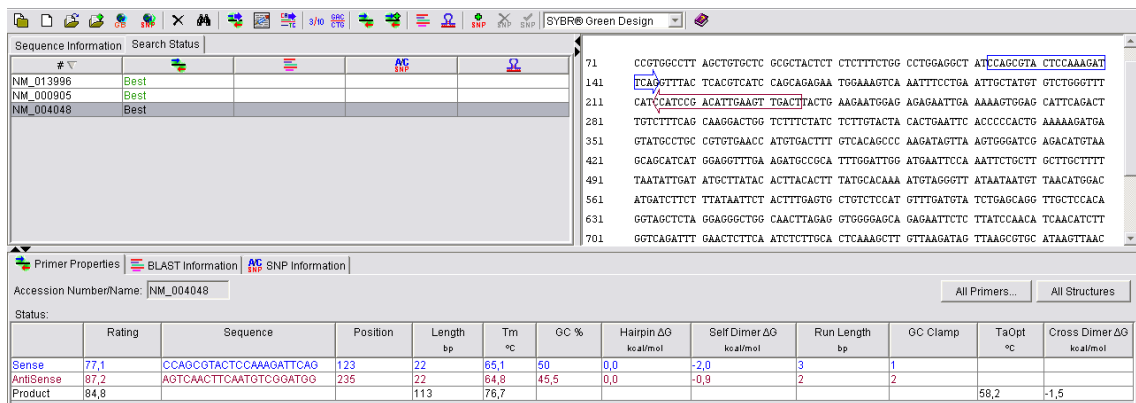 3/10 SYBR® Green Design
Sequence Information Search Status
# A/C SNP
NM_013996 Best
NM_000905 Best
NM_004048 Best
71 CCGTGGCCTT AGCTGTGCTC GCGCTACTCT CTCTTTCTGG CCTGGAGGCT ATCCAGCGTA CTCCAAAGAT
141 TCAGGTTTAC TCACGTCATC CAGCAGAGAA TGGAAAGTCA AATTTCCTGA ATTGCTATGT GTCTGGGTTT
211 CATCCATCCG ACATTGAAGT TGACTTACTG AAGAATGGAG AGAGAATTGA AAAAGTGGAG CATTCAGACT
281 TGTCTTTCAG CAAGGACTGG TCTTTCTATC TCTTGTACTA CACTGAATTC ACCCCCACTG AAAAAGATGA
351 GTATGCCTGC CGTGTGAACC ATGTGACTTT GTCACAGCCC AAGATAGTTA AGTGGGATCG AGACATGTAA
421 GCAGCATCAT GGAGGTTTGA AGATGCCGCA TTTGGATTGG ATGAATTCCA AATTCTGCTT GCTTGCTTTT
491 TAATATTGAT ATGCTTATAC ACTTACACTT TATGCACAAA ATGTAGGGTT ATAATAATGT TAACATGGAC
561 ATGATCTTCT TTATAATTCT ACTTTGAGTG CTGTCTCCAT GTTTGATGTA TCTGAGCAGG TTGCTCCACA
631 GGTAGCTCTA GGAGGGCTGG CAACTTAGAG GTGGGGAGCA GAGAATTCTC TTATCCAACA TCAACATCTT
701 GGTCAGATTT GAACTCTTCA ATCTCTTGCA CTCAAAGCTT GTTAAGATAG TTAAGCGTGC ATAAGTTAAC
Primer Properties BLAST Information A/C SNP SNP Information
Accession Number/Name: NM_004048 All Primers... All Structures
Status:
Rating Sequence Position Length bp Tm ºC GC % Hairpin ΔG kcal/mol Self Dimer ΔG kcal/mol Run Length bp GC Clamp TaOpt ºC Cross Dimer ΔG kcal/mol
Sense 77,1 CCAGCGTACTCCAAAGATTCAG 123 22 65,1 50 0,0 -2,0 3 1
AntiSense 87,2 AGTCAACTTCAATGTCGGATGG 235 22 64,8 45,5 0,0 -0,9 2 2
Product 84,8 113 76,7 58,2 -1,5